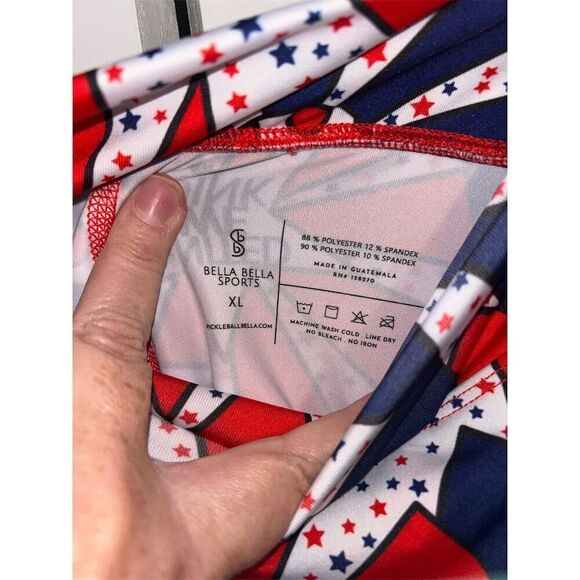 BELLA BELLA
SPORTS
XL
PICKLEBALLBELLA.COM
88 % POLYESTER 12 % SPANDEX
90 % POLYESTER 10 % SPANDEX
MADE IN GUATEMALA
RN# 158270
MACHINE WASH COLD LINE DRY
NO BLEACH . NO IRON